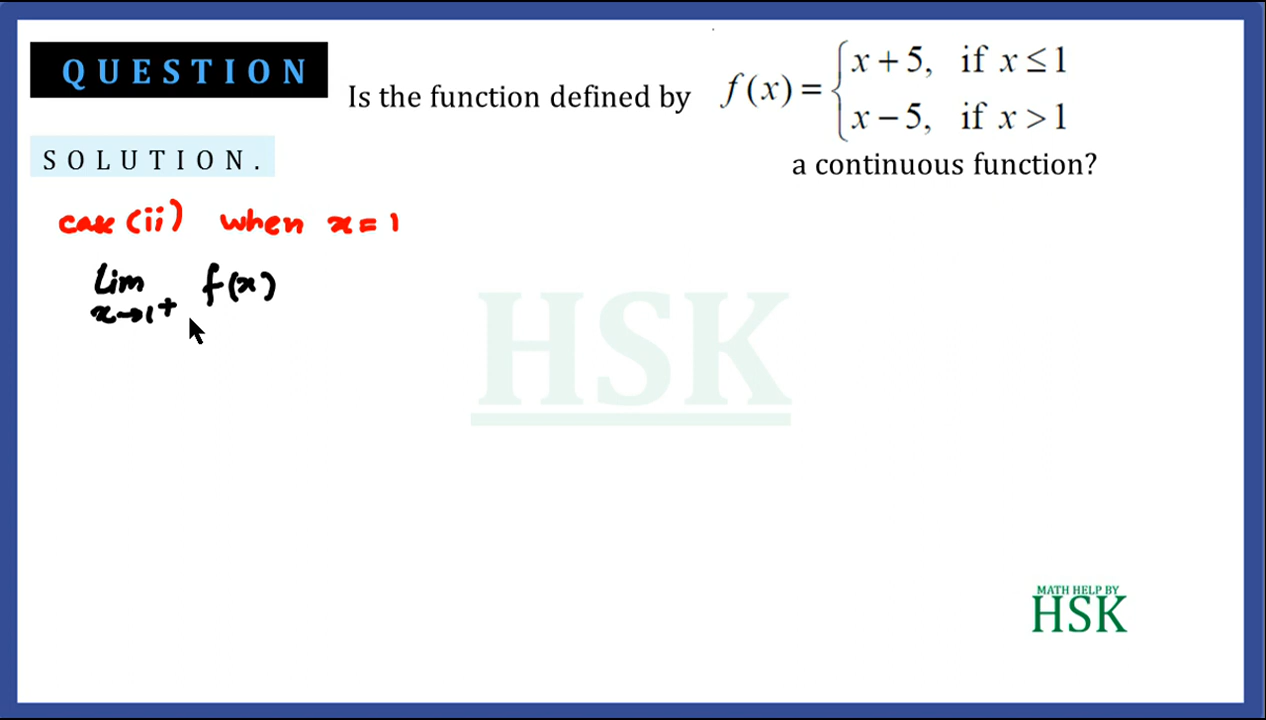 QUESTION
Is the function defined by f(x) = { x + 5, if x ≤ 1
x − 5, if x > 1
a continuous function?
SOLUTION.
case (ii) when x = 1
Lim f(x)
x→1+
HSK
MATH HELP BY
HSK